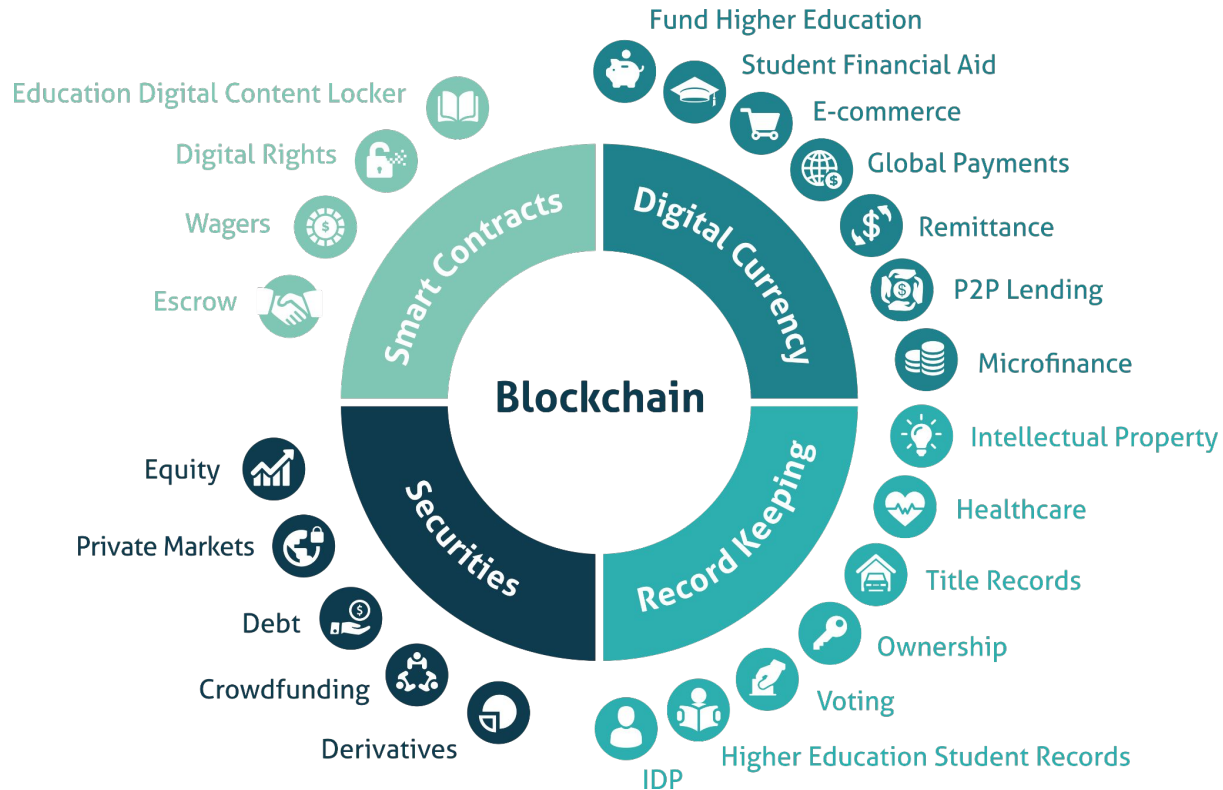 Fund Higher Education
Student Financial Aid
E-commerce
Global Payments
Remittance
P2P Lending
Microfinance
Intellectual Property
Healthcare
Title Records
Ownership
Voting
Higher Education Student Records
IDP
Education Digital Content Locker
Digital Rights
Wagers
Escrow
Equity
Private Markets
Debt
Crowdfunding
Derivatives
Smart Contracts
Digital Currency
Blockchain
Securities
Record Keeping